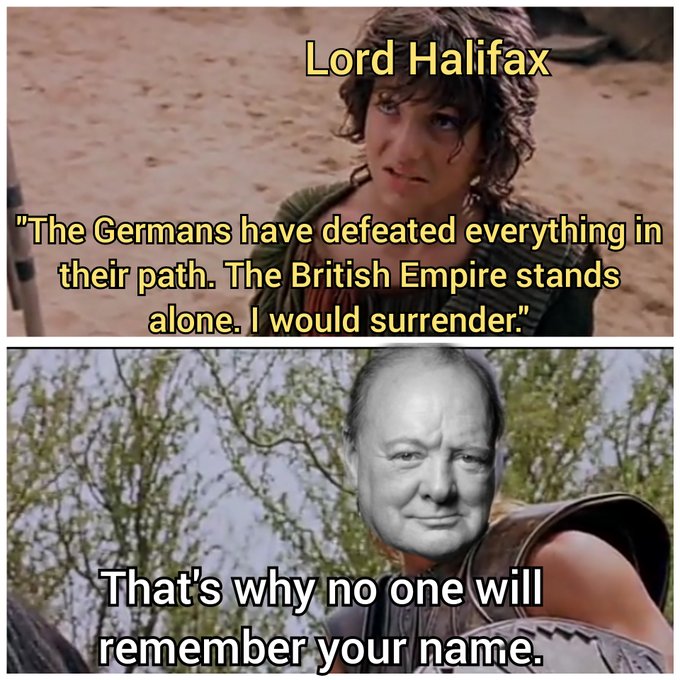 Lord Halifax
"The Germans have defeated everything in
their path. The British Empire stands
alone. I would surrender."
That's why no one will
remember your name.